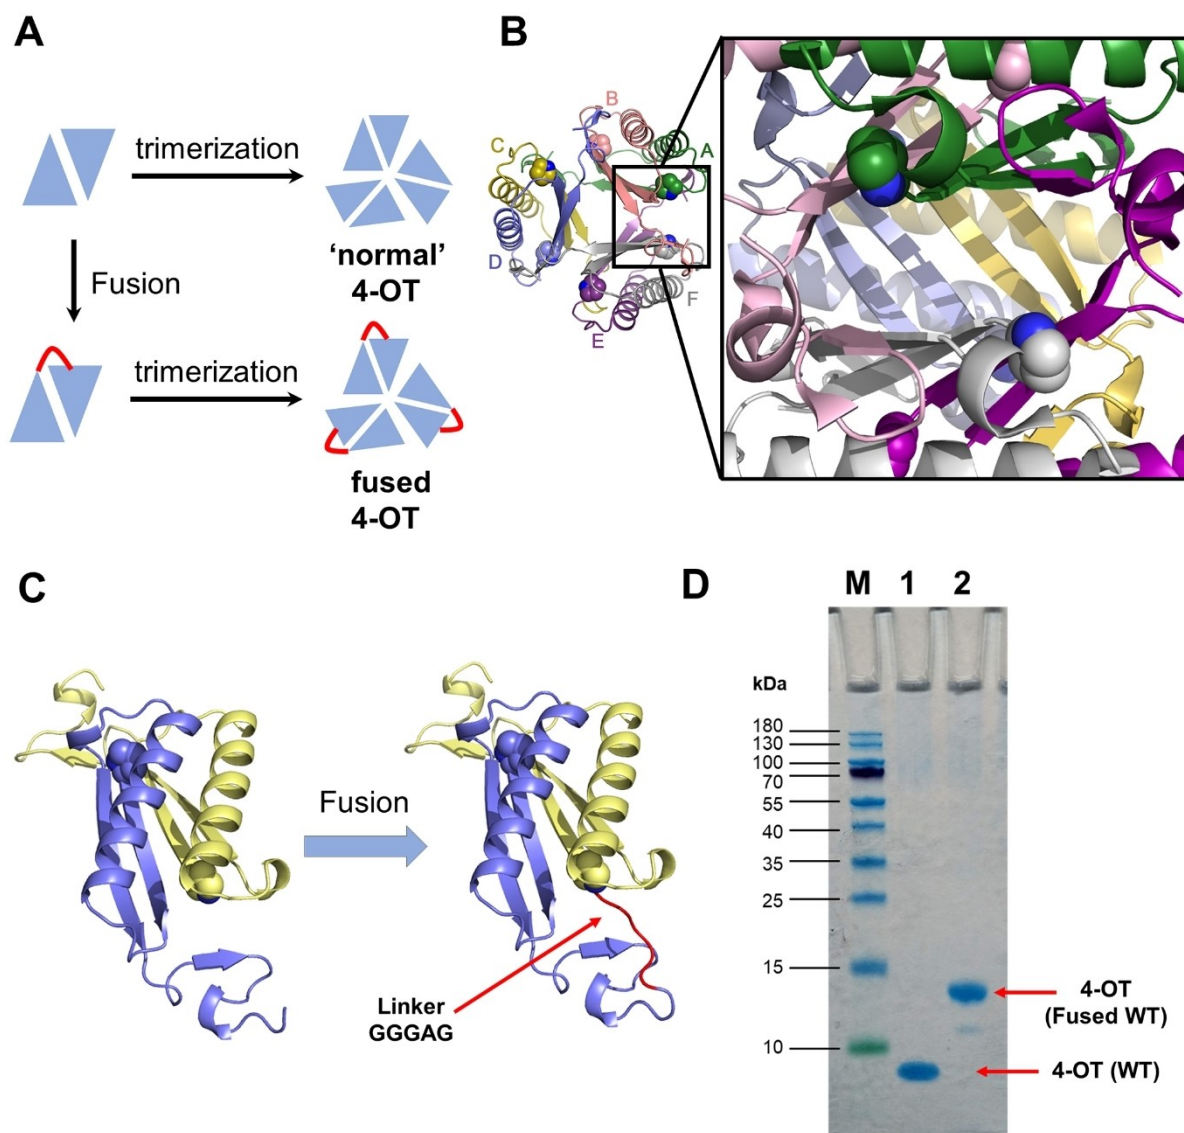 A
trimerization
'normal'
4-OT
Fusion
trimerization
fused
4-OT
B
B
A
C
D
E
F
C
Fusion
Linker
GGGAG
D
M 1 2
kDa
180
130
100
70
55
40
35
25
15
10
4-OT
(Fused WT)
4-OT (WT)